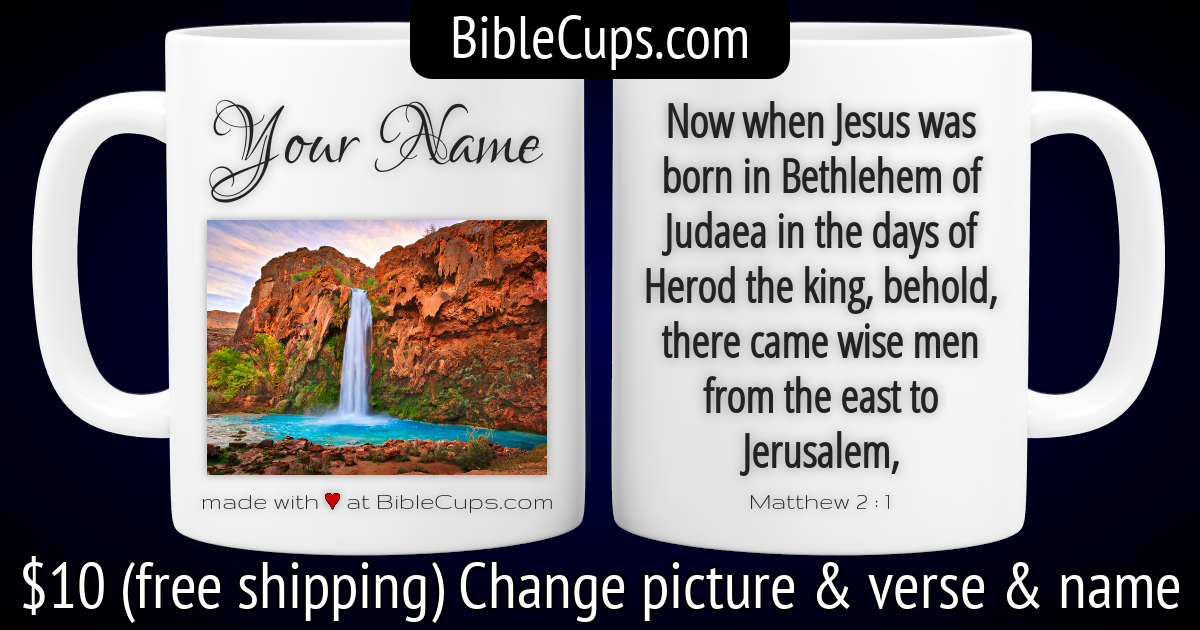 BibleCups.com
Your Name
made with ♥ at BibleCups.com
Now when Jesus was
born in Bethlehem of
Judaea in the days of
Herod the king, behold,
there came wise men
from the east to
Jerusalem,
Matthew 2 : 1
$10 (free shipping) Change picture & verse & name